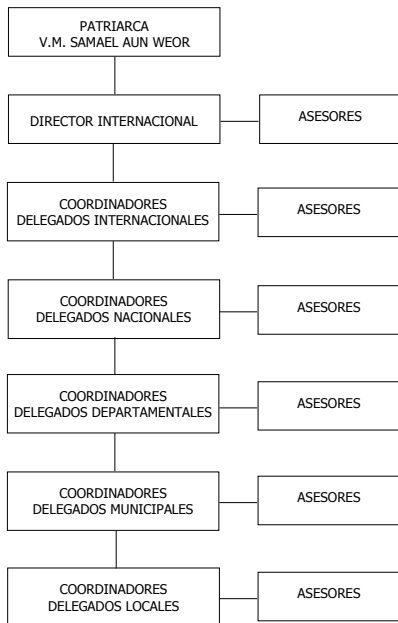 PATRIARCA
V.M. SAMAEL AUN WEOR
DIRECTOR INTERNACIONAL
ASESORES
COORDINADORES
DELEGADOS INTERNACIONALES
ASESORES
COORDINADORES
DELEGADOS NACIONALES
ASESORES
COORDINADORES
DELEGADOS DEPARTAMENTALES
ASESORES
COORDINADORES
DELEGADOS MUNICIPALES
ASESORES
COORDINADORES
DELEGADOS LOCALES
ASESORES